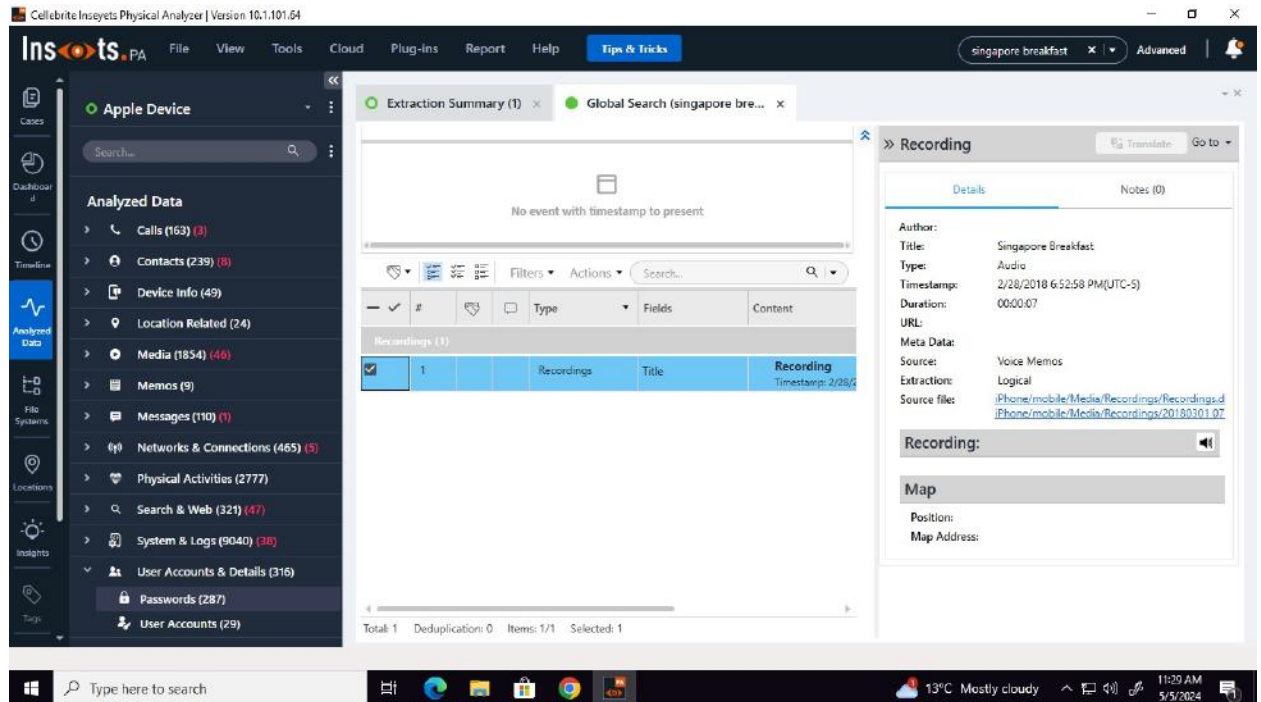 Cellebrite Inseyets Physical Analyzer | Version 10.1.101.64
Ins ts. PA File View Tools Cloud Plug-ins Report Help Tips & Tricks singapore breakfast Advanced
Cases
Dashboar
d
Timeline
Analyzed
Data
File
Systems
Locations
Insights
Tags
Apple Device
Search...
Analyzed Data
Calls (163) (3)
Contacts (239) (8)
Device Info (49)
Location Related (24)
Media (1854) (46)
Memos (9)
Messages (110) (1)
Networks & Connections (465) (5)
Physical Activities (2777)
Search & Web (321) (47)
System & Logs (9040) (38)
User Accounts & Details (316)
Passwords (287)
User Accounts (29)
Extraction Summary (1) Global Search (singapore bre...
No event with timestamp to present
Filters Actions Search...
# Type Fields Content
Recordings (1)
1 Recordings Title Recording
Timestamp: 2/28/2
Total: 1 Deduplication: 0 Items: 1/1 Selected: 1
Recording Translate Go to
Details Notes (0)
Author:
Title: Singapore Breakfast
Type: Audio
Timestamp: 2/28/2018 6:52:58 PM(UTC-5)
Duration: 00:00:07
URL:
Meta Data:
Source: Voice Memos
Extraction: Logical
Source file: iPhone/mobile/Media/Recordings/Recordings.d
iPhone/mobile/Media/Recordings/20180301 07
Recording:
Map
Position:
Map Address:
Type here to search
13°C Mostly cloudy
11:29 AM
5/5/2024